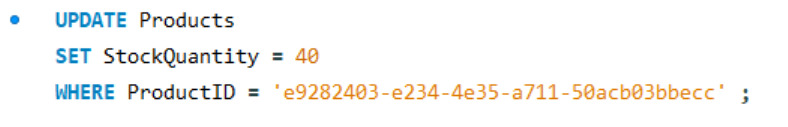 UPDATE Products
SET StockQuantity = 40
WHERE ProductID = 'e9282403-e234-4e35-a711-50acb03bbecc' ;